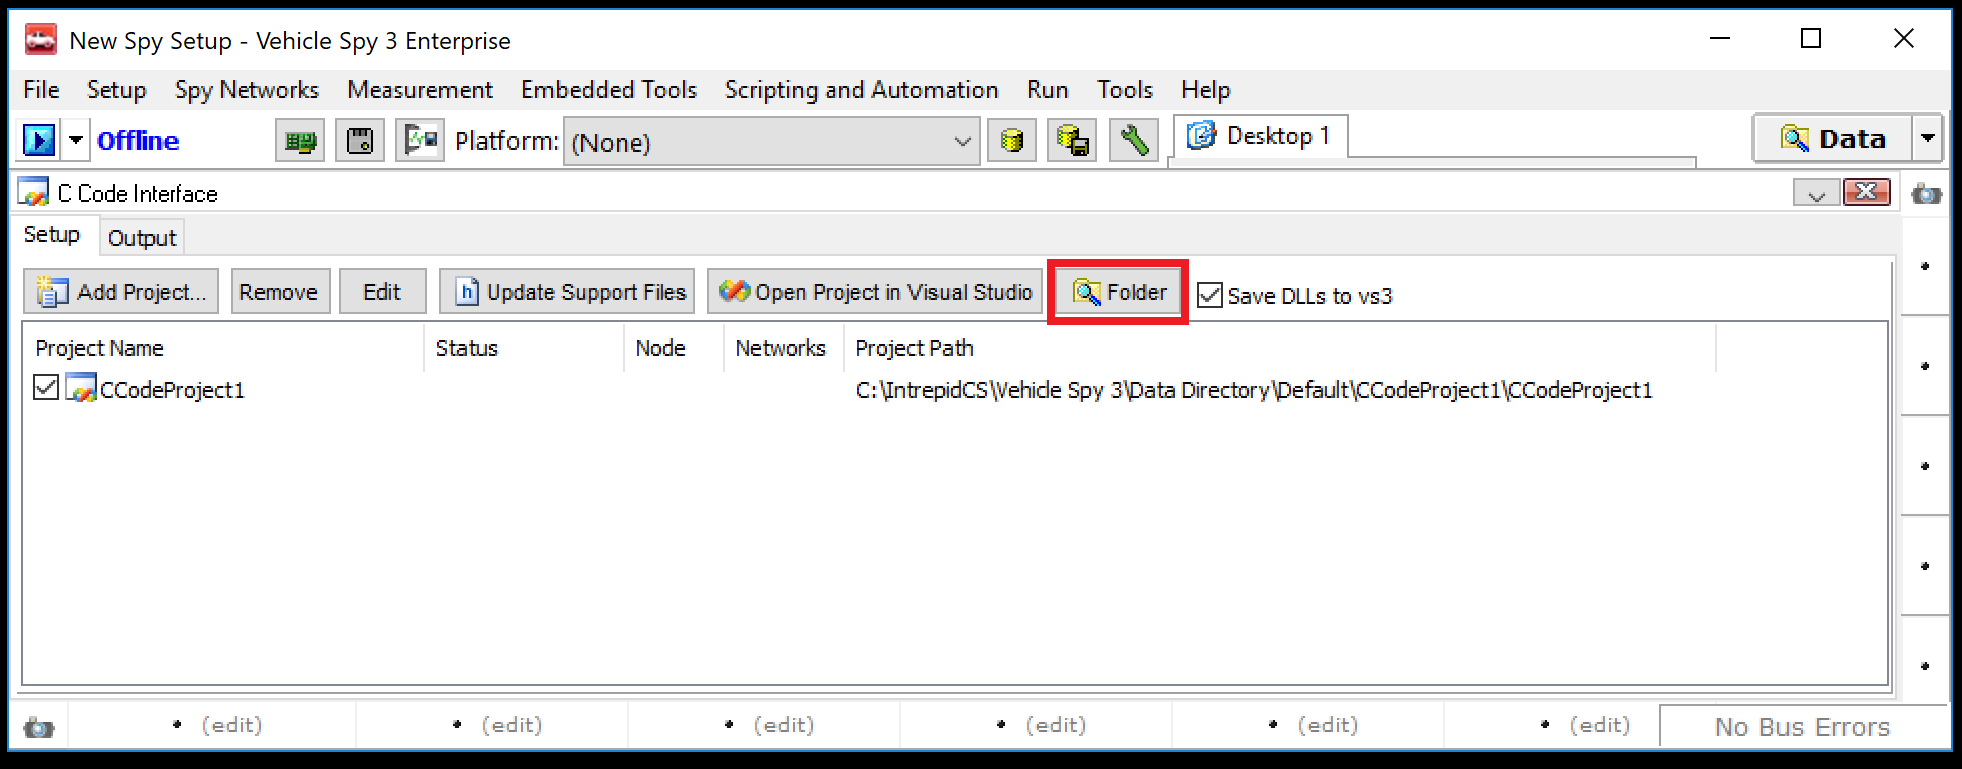 New Spy Setup - Vehicle Spy 3 Enterprise
File Setup Spy Networks Measurement Embedded Tools Scripting and Automation Run Tools Help
Offline Platform: (None) Desktop 1 Data
C Code Interface
Setup Output
Add Project... Remove Edit h Update Support Files Open Project in Visual Studio Folder Save DLLs to vs3
Project Name Status Node Networks Project Path
CCodeProject1 C:\IntrepidCS\Vehicle Spy 3\Data Directory\Default\CCodeProject1\CCodeProject1
(edit) (edit) (edit) (edit) (edit) (edit) No Bus Errors